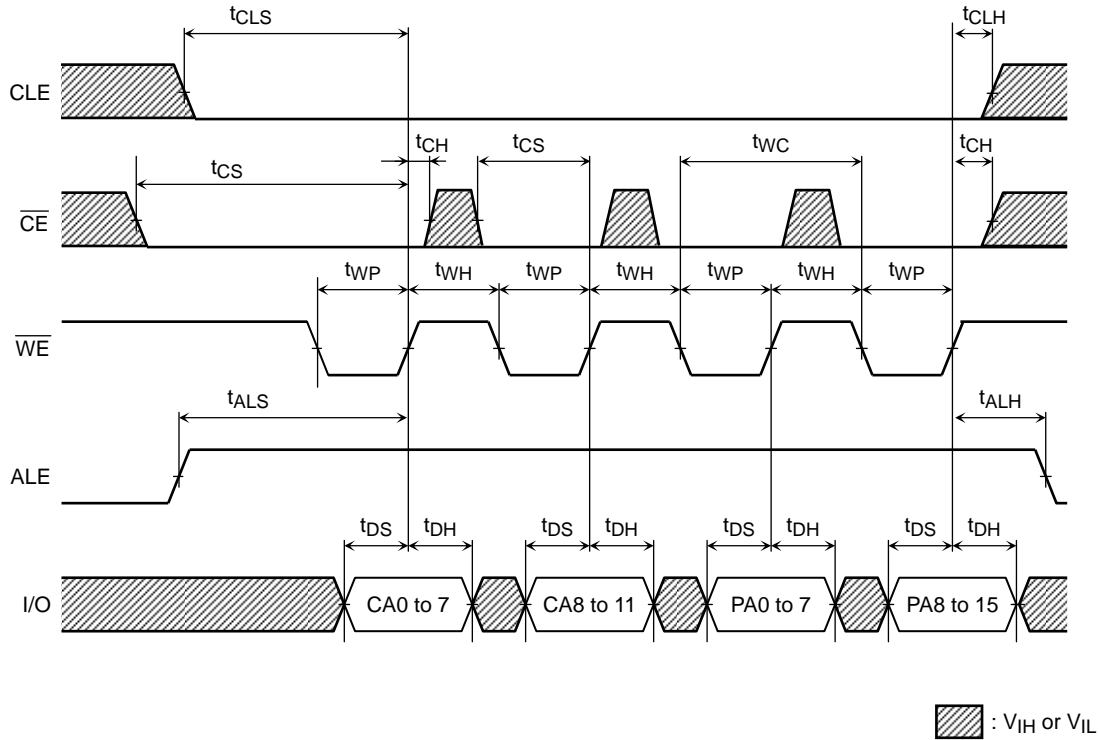 tCLS tCLH
CLE
tCH tCS tWC tCH
tCS
CE
tWP tWH tWP tWH tWP tWH tWP
WE
tALS tALH
ALE
tDS tDH tDS tDH tDS tDH tDS tDH
I/O CA0 to 7 CA8 to 11 PA0 to 7 PA8 to 15
: VIH or VIL